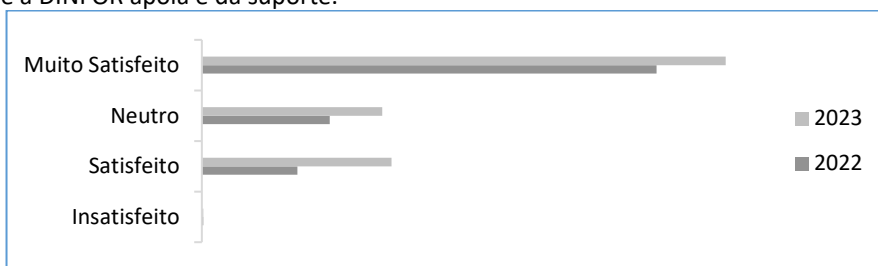 e a DINFOR apoia e dá suporte.
Muito Satisfeito
Neutro
Satisfeito
Insatisfeito
2023
2022